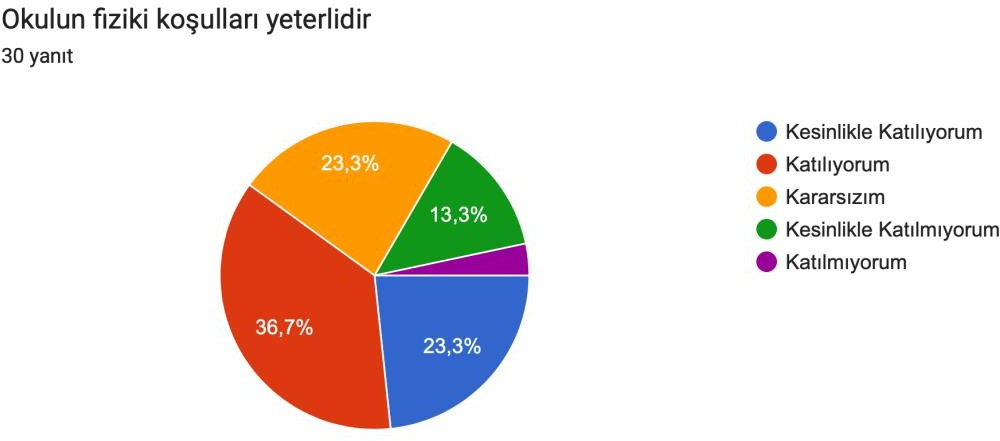 Okulun fiziki koşulları yeterlidir
30 yanıt
23,3%
13,3%
36,7%
23,3%
Kesinlikle Katılıyorum
Katılıyorum
Kararsızım
Kesinlikle Katılmıyorum
Katılmıyorum